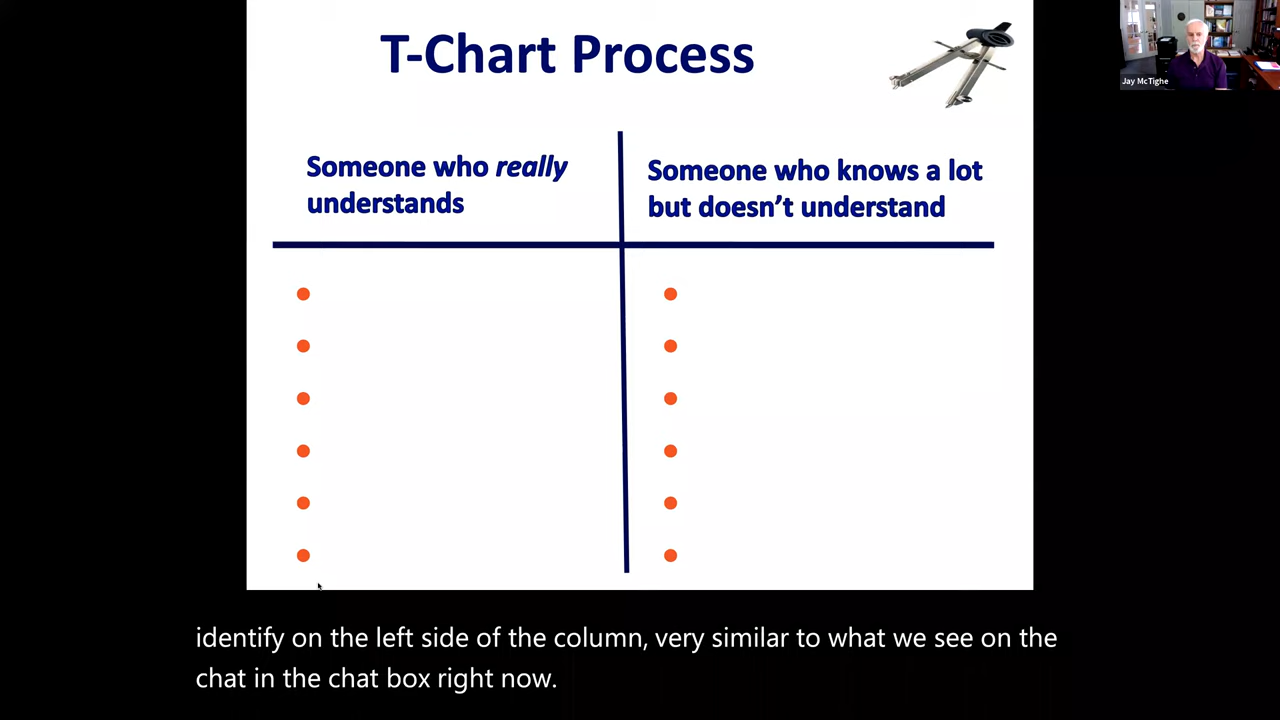 T-Chart Process
Jay McTighe
Someone who really
understands
Someone who knows a lot
but doesn’t understand
identify on the left side of the column, very similar to what we see on the
chat in the chat box right now.